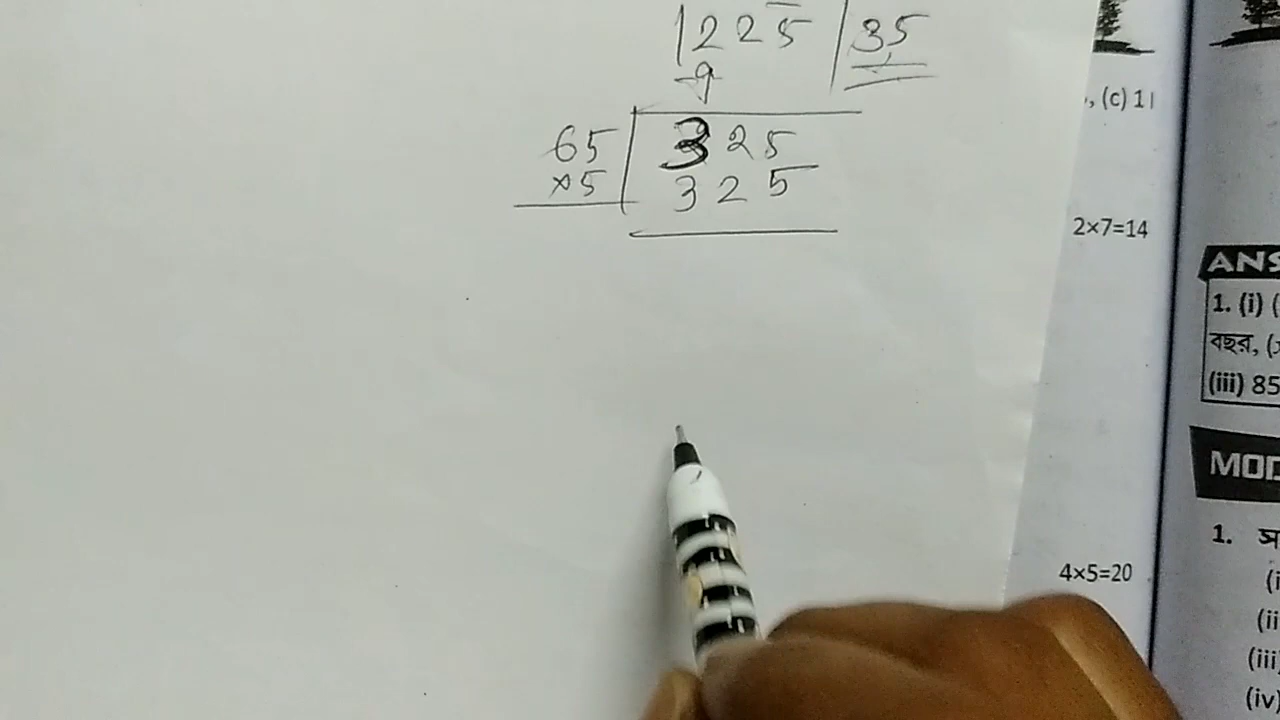 1225 | 35
9
65 | 325
×5 | 325
, (c) 11
2×7=14
4×5=20
ANS
1. (i) (
বছর, (
(iii) 85
MOD
1. স
(i
(ii
(iii)
(iv)